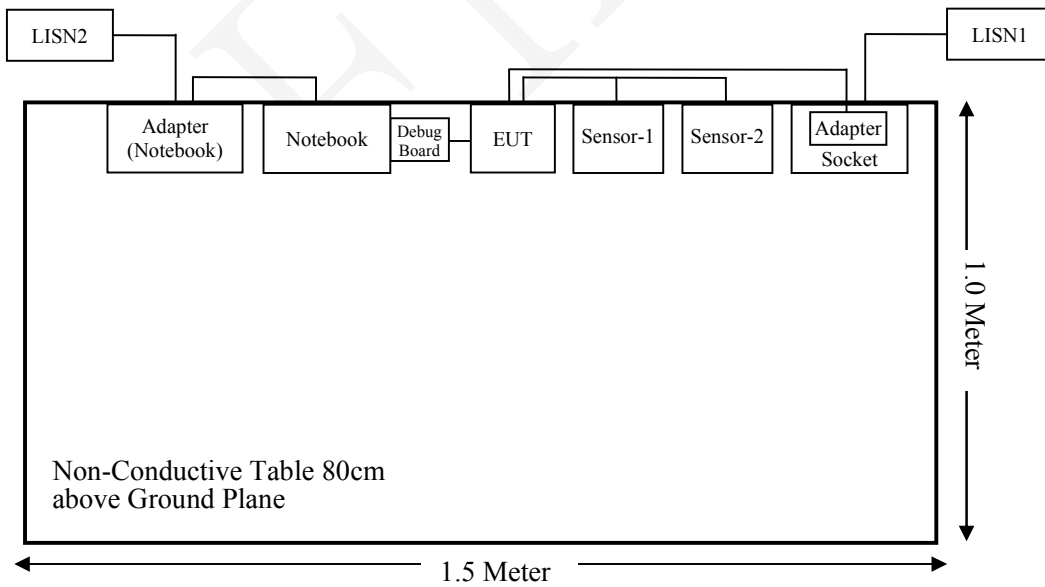 LISN2
LISN1
Adapter
(Notebook)
Notebook
Debug
Board
EUT
Sensor-1
Sensor-2
Adapter
Socket
1.0 Meter
Non-Conductive Table 80cm
above Ground Plane
1.5 Meter